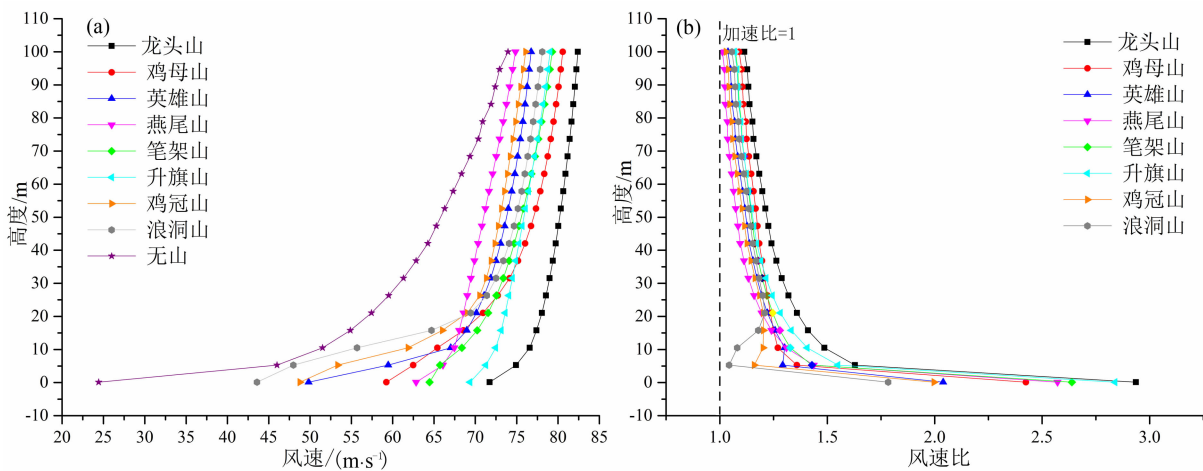 (a)
110
100
90
80
70
60
50
40
30
20
10
0
-10
高度/m
龙头山
鸡母山
英雄山
燕尾山
笔架山
升旗山
鸡冠山
浪洞山
无山
20 25 30 35 40 45 50 55 60 65 70 75 80 85
风速/(m·s⁻¹)
(b)
加速比=1
110
100
90
80
70
60
50
40
30
20
10
0
-10
高度/m
龙头山
鸡母山
英雄山
燕尾山
笔架山
升旗山
鸡冠山
浪洞山
1.0 1.5 2.0 2.5 3.0
风速比